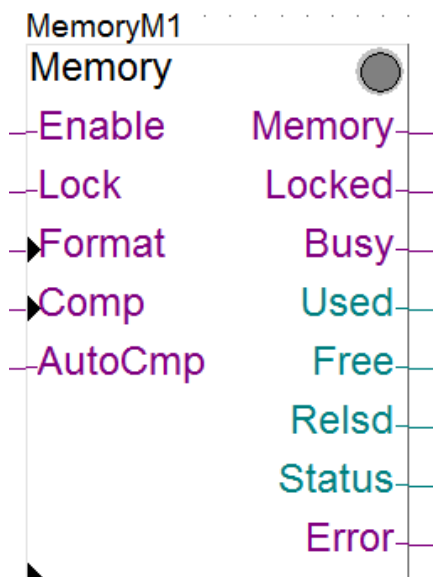 MemoryM1
Memory
Enable Memory
Lock Locked
Format Busy
Comp Used
AutoCmp Free
Relsd
Status
Error